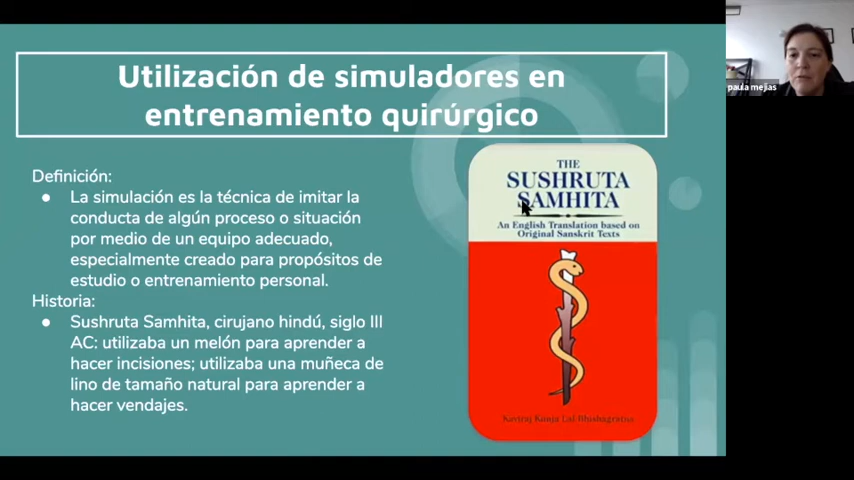 Utilización de simuladores en
entrenamiento quirúrgico
Definición:
● La simulación es la técnica de imitar la
conducta de algún proceso o situación
por medio de un equipo adecuado,
especialmente creado para propósitos de
estudio o entrenamiento personal.
Historia:
● Sushruta Samhita, cirujano hindú, siglo III
AC: utilizaba un melón para aprender a
hacer incisiones; utilizaba una muñeca de
lino de tamaño natural para aprender a
hacer vendajes.
THE
SUSHRUTA
SAMHITA
An English Translation based on
Original Sanskrit Texts
Kaviraj Kunja Lal Bhishagratna
paula mejias